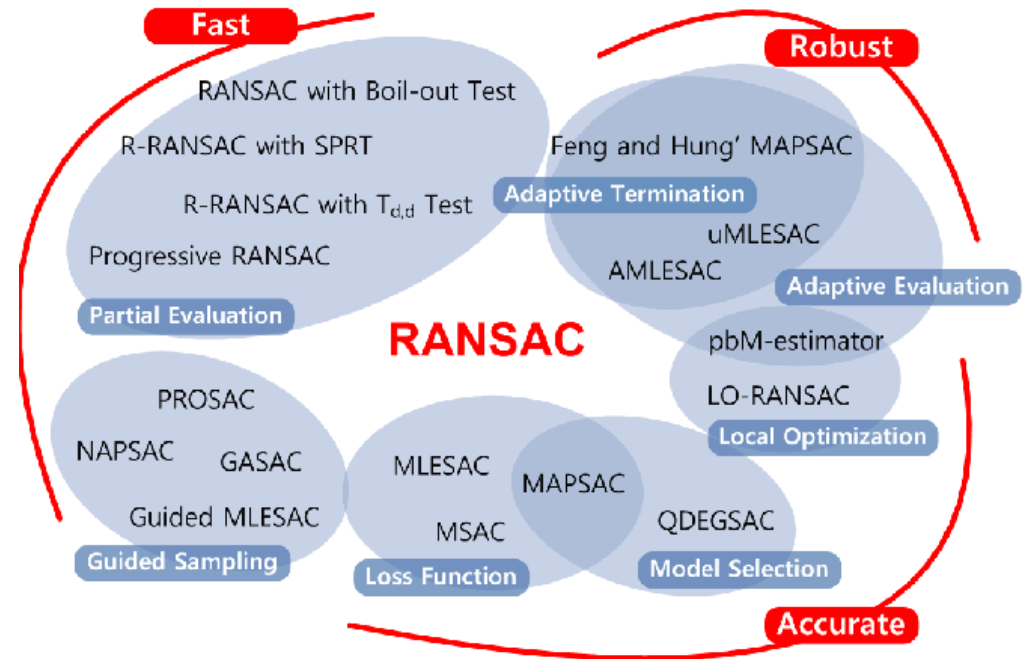 Fast
Robust
RANSAC with Boil-out Test
R-RANSAC with SPRT
R-RANSAC with Td,d Test
Progressive RANSAC
Partial Evaluation
Feng and Hung' MAPSAC
Adaptive Termination
uMLESAC
AMLESAC
Adaptive Evaluation
RANSAC
pbM-estimator
LO-RANSAC
Local Optimization
PROSAC
NAPSAC
GASAC
Guided MLESAC
Guided Sampling
MLESAC
MAPSAC
MSAC
Loss Function
QDEGSAC
Model Selection
Accurate